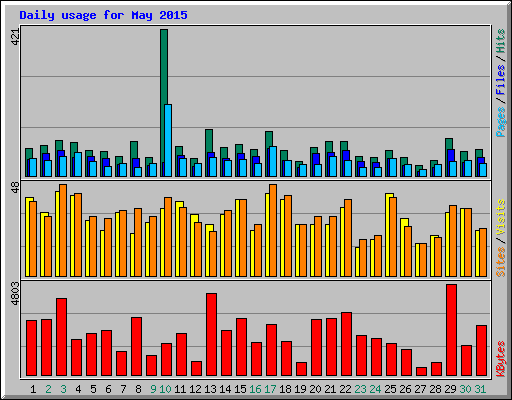 Daily usage for May 2015
421
Pages / Files / Hits
48
Sites / Visits
4803
KBytes
1 2 3 4 5 6 7 8 9 10 11 12 13 14 15 16 17 18 19 20 21 22 23 24 25 26 27 28 29 30 31